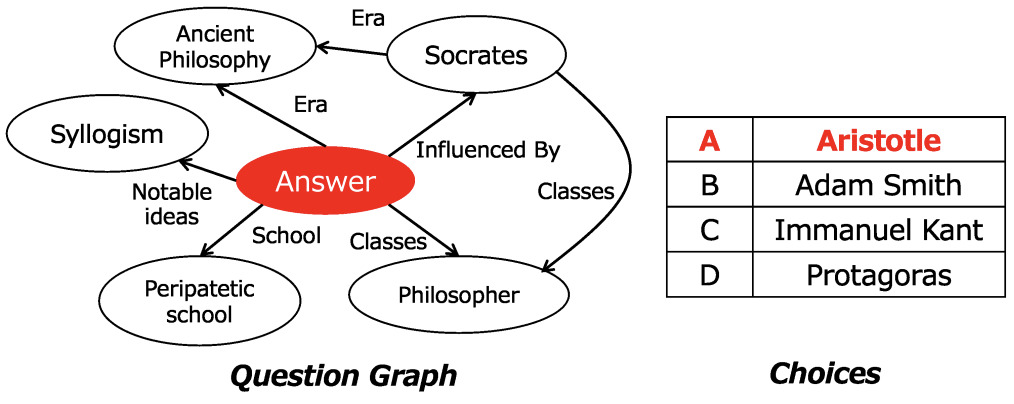 Era
Ancient
Philosophy
Socrates
Era
Syllogism
Influenced By
Answer
Notable
ideas
Classes
School
Classes
Peripatetic
school
Philosopher
Question Graph
A Aristotle
B Adam Smith
C Immanuel Kant
D Protagoras
Choices